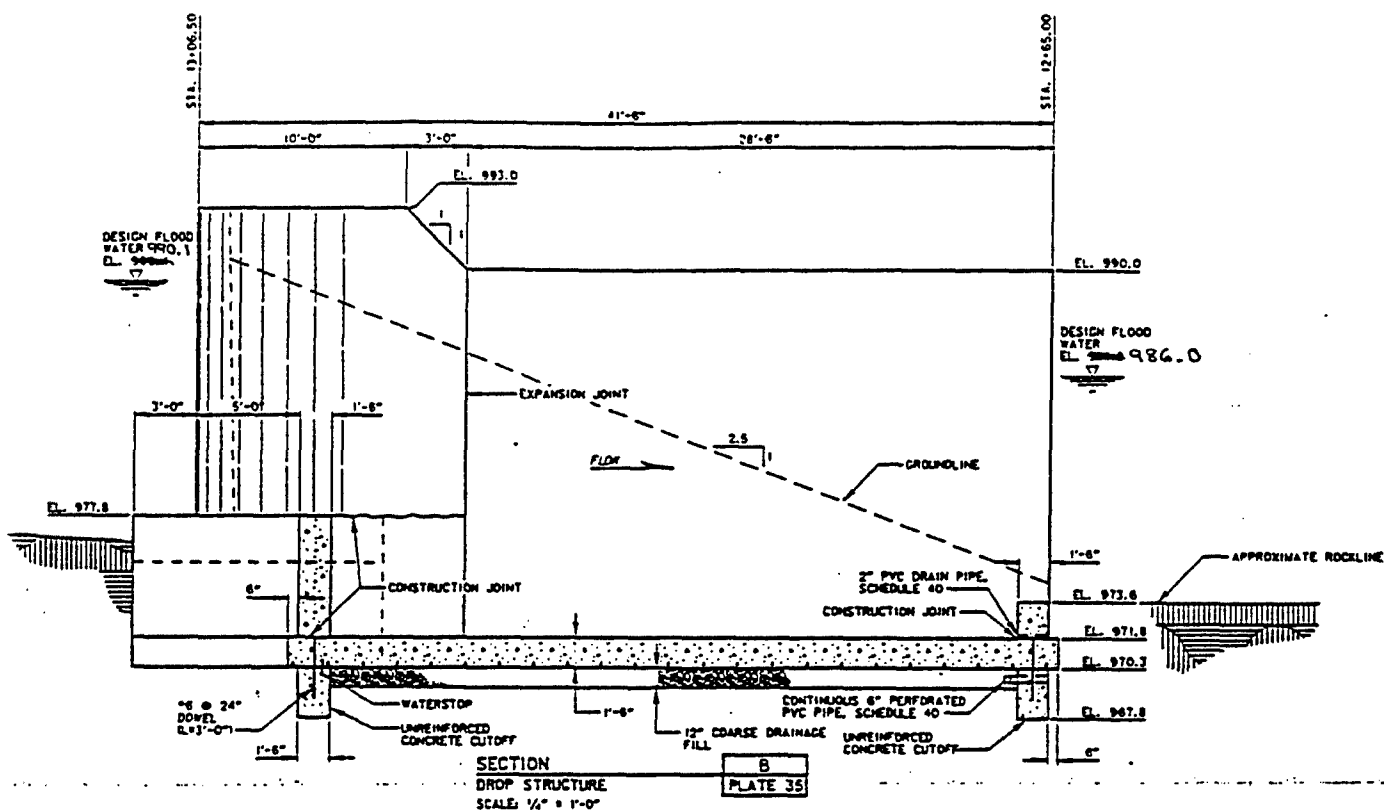 STA. 13+06.50
STA. 12+65.00
41'-6"
10'-0"
3'-0"
28'-6"
EL. 993.0
1
1
DESIGN FLOOD
WATER 990.1
EL.
EL. 990.0
DESIGN FLOOD
WATER
EL. 986.0
3'-0"
5'-0"
1'-6"
EXPANSION JOINT
2.5
1
FLOW
GROUNDLINE
EL. 977.8
1'-6"
APPROXIMATE ROCKLINE
2" PVC DRAIN PIPE,
SCHEDULE 40
EL. 973.6
6"
CONSTRUCTION JOINT
CONSTRUCTION JOINT
EL. 971.8
EL. 970.3
#6 @ 24"
DOWEL
(L=3'-0")
WATERSTOP
1'-6"
CONTINUOUS 6" PERFORATED
PVC PIPE, SCHEDULE 40
EL. 967.8
UNREINFORCED
CONCRETE CUTOFF
12" COARSE DRAINAGE
FILL
UNREINFORCED
CONCRETE CUTOFF
1'-6"
6"
SECTION B
DROP STRUCTURE PLATE 35
SCALE: 1/4" = 1'-0"